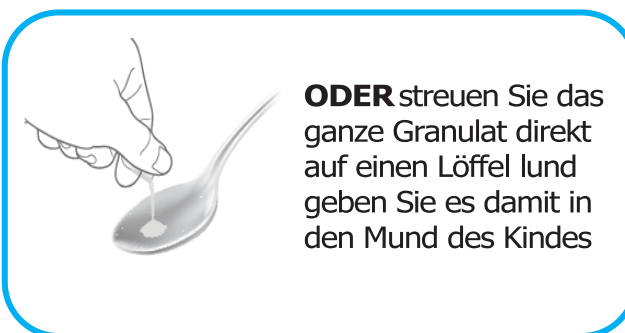 ODER streuen Sie das
ganze Granulat direkt
auf einen Löffel lund
geben Sie es damit in
den Mund des Kindes